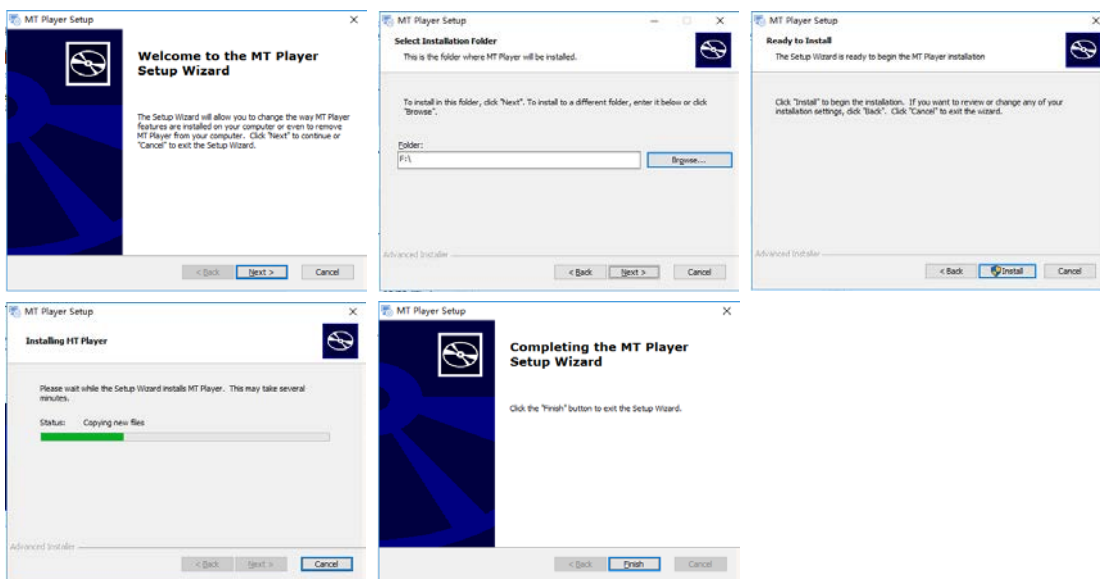 MT Player Setup
Welcome to the MT Player
Setup Wizard
The Setup Wizard will allow you to change the way MT Player
features are installed on your computer or even to remove
MT Player from your computer. Click "Next" to continue or
"Cancel" to exit the Setup Wizard.
< Back Next > Cancel
MT Player Setup
Select Installation Folder
This is the folder where MT Player will be installed.
To install in this folder, click "Next". To install to a different folder, enter it below or click
"Browse".
Folder:
F:\
Browse...
Advanced Installer
< Back Next > Cancel
MT Player Setup
Ready to Install
The Setup Wizard is ready to begin the MT Player installation
Click "Install" to begin the installation. If you want to review or change any of your
installation settings, click "Back". Click "Cancel" to exit the wizard.
Advanced Installer
< Back Install Cancel
MT Player Setup
Installing MT Player
Please wait while the Setup Wizard installs MT Player. This may take several
minutes.
Status: Copying new files
Advanced Installer
< Back Next > Cancel
MT Player Setup
Completing the MT Player
Setup Wizard
Click the "Finish" button to exit the Setup Wizard.
< Back Finish Cancel